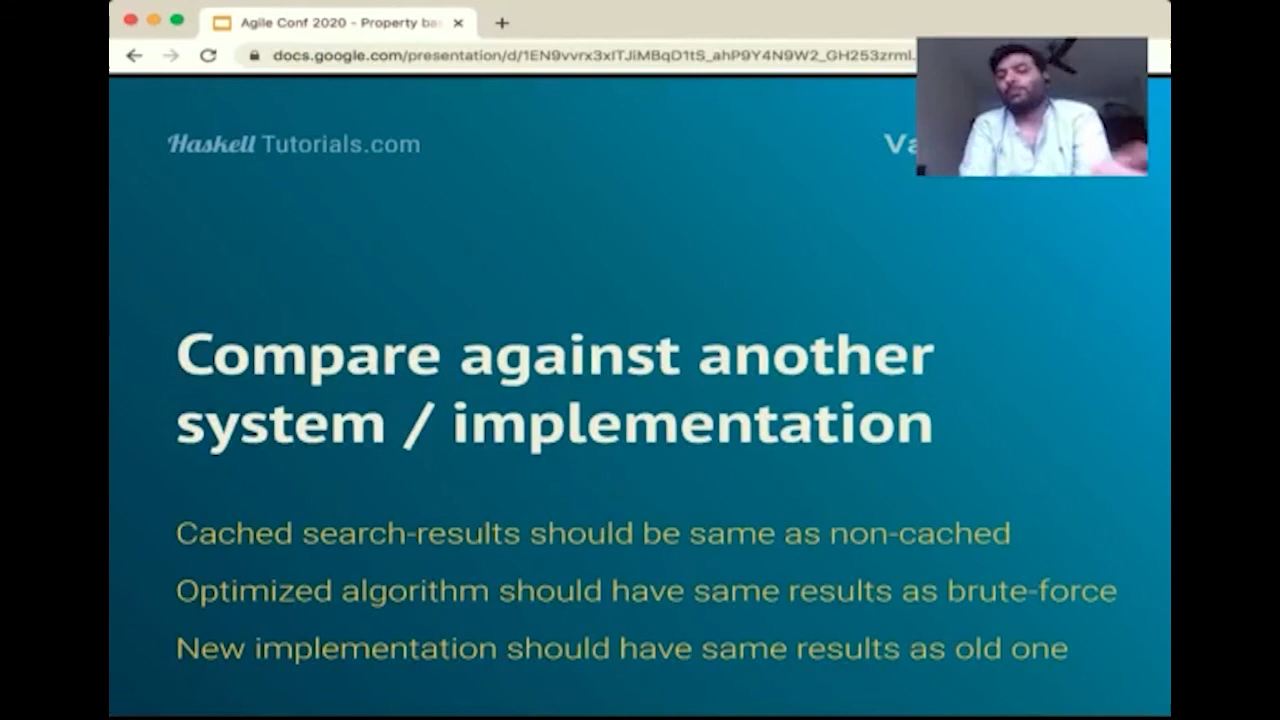 Agile Conf 2020 - Property ba
docs.google.com/presentation/d/1EN9vvrx3xITJiMBqD1tS_ahP9Y4N9W2_GH253zrml.
Haskell Tutorials.com
Va
Compare against another
system / implementation
Cached search-results should be same as non-cached
Optimized algorithm should have same results as brute-force
New implementation should have same results as old one